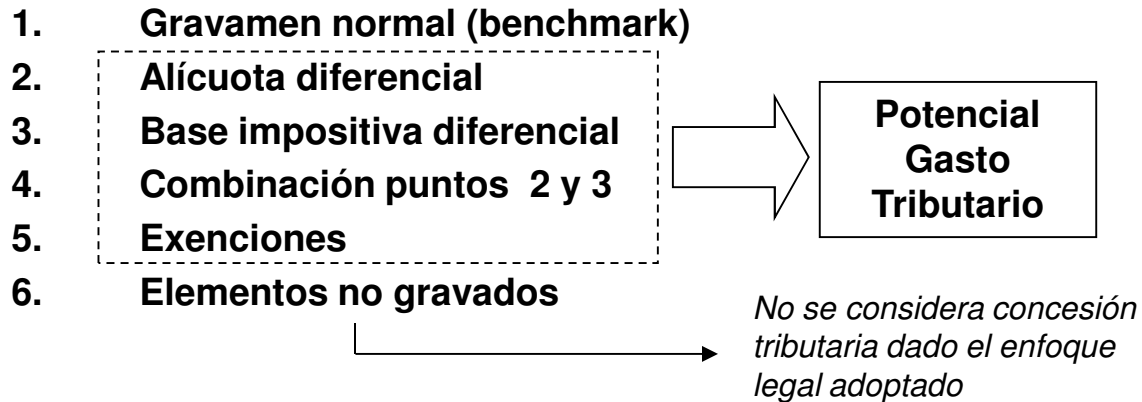 1. Gravamen normal (benchmark)
2. Alícuota diferencial
3. Base impositiva diferencial
4. Combinación puntos 2 y 3
5. Exenciones
6. Elementos no gravados
Potencial
Gasto
Tributario
No se considera concesión
tributaria dado el enfoque
legal adoptado